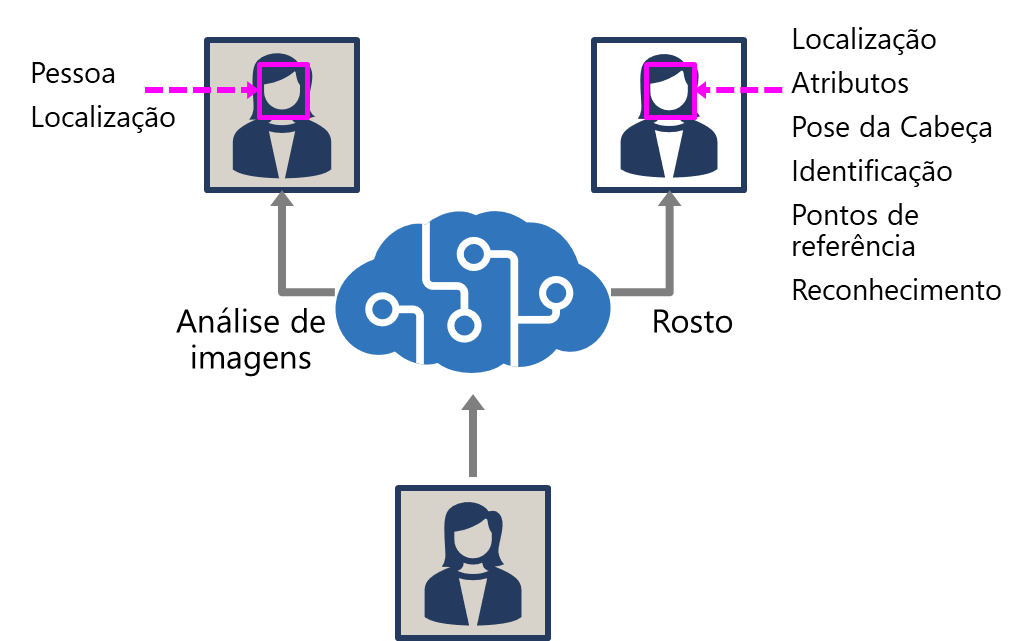 Pessoa
Localização
Análise de
imagens
Rosto
Localização
Atributos
Pose da Cabeça
Identificação
Pontos de
referência
Reconhecimento